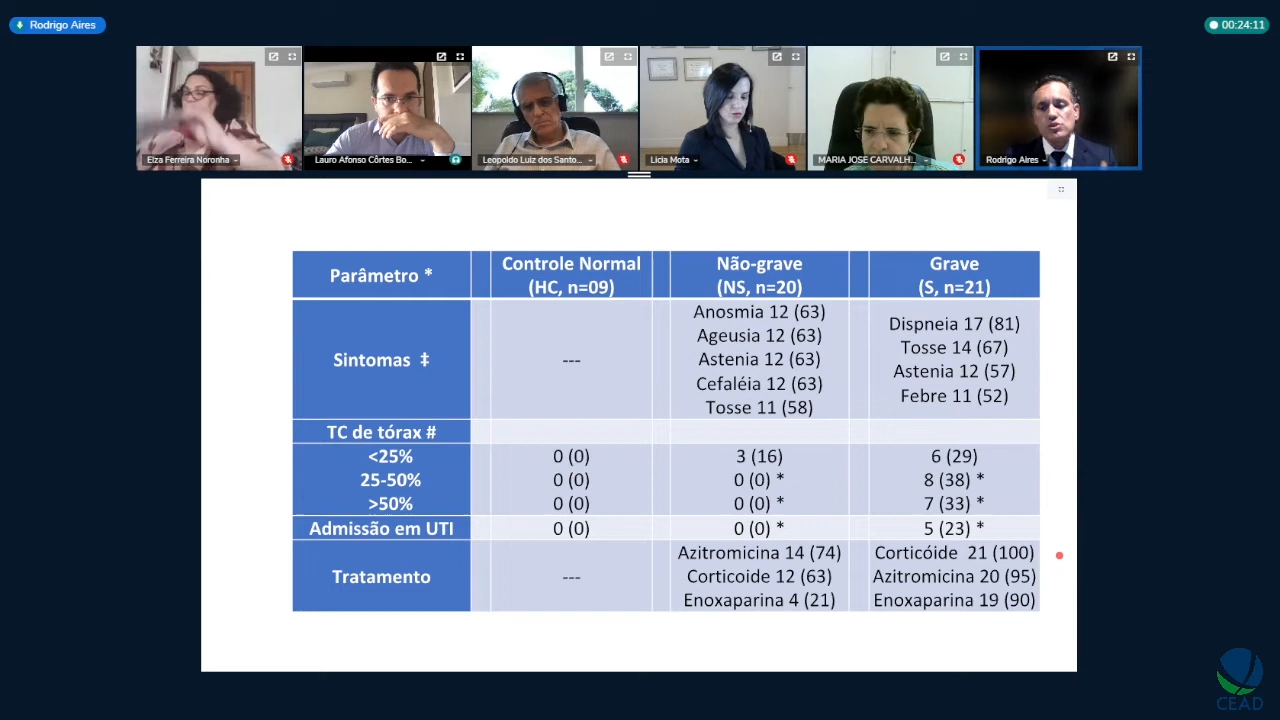 Rodrigo Aires
00:24:11
Elza Ferreira Noronha
Lauro Afonso Côrtes Bo...
Leopoldo Luiz dos Santo...
Licia Mota
MARIA JOSE CARVALH...
Rodrigo Aires
Parâmetro *
Controle Normal
(HC, n=09)
Não-grave
(NS, n=20)
Grave
(S, n=21)
Sintomas ‡
---
Anosmia 12 (63)
Ageusia 12 (63)
Astenia 12 (63)
Cefaléia 12 (63)
Tosse 11 (58)
Dispneia 17 (81)
Tosse 14 (67)
Astenia 12 (57)
Febre 11 (52)
TC de tórax #
<25% 0 (0) 3 (16) 6 (29)
25-50% 0 (0) 0 (0) * 8 (38) *
>50% 0 (0) 0 (0) * 7 (33) *
Admissão em UTI 0 (0) 0 (0) * 5 (23) *
Tratamento
---
Azitromicina 14 (74)
Corticoide 12 (63)
Enoxaparina 4 (21)
Corticóide 21 (100)
Azitromicina 20 (95)
Enoxaparina 19 (90)
CEAD